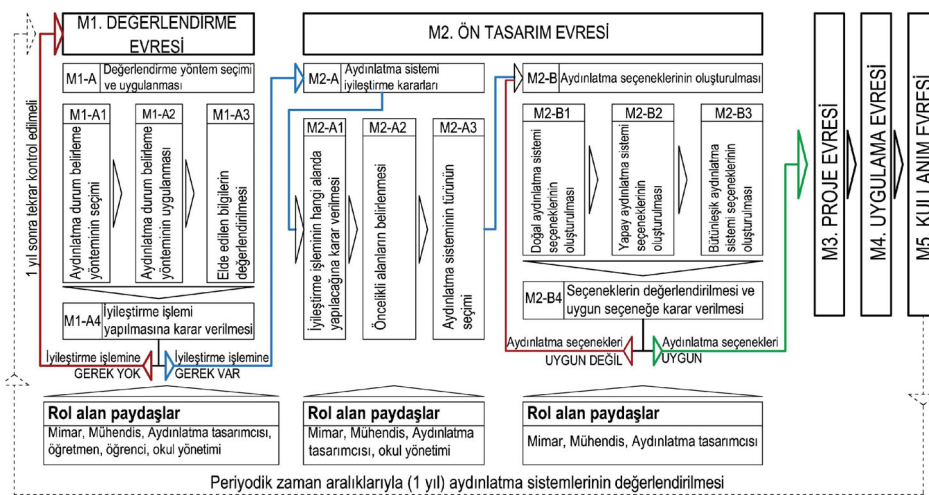 M1. DEĞERLENDİRME
EVRESİ
M2. ÖN TASARIM EVRESİ
1 yıl sonra tekrar kontrol edilmeli
M1-A
Değerlendirme yöntem seçimi
ve uygulanması
M1-A1
Aydınlatma durum belirleme
yönteminin seçimi
M1-A2
Aydınlatma durum belirleme
yönteminin uygulanması
M1-A3
Elde edilen bilgilerin
değerlendirilmesi
M1-A4
İyileştirme işlemi
yapılmasına karar verilmesi
İyileştirme işlemine
GEREK YOK
İyileştirme işlemine
GEREK VAR
M2-A
Aydınlatma sistemi
iyileştirme kararları
M2-A1
İyileştirme işleminin hangi alanda
yapılacağına karar verilmesi
M2-A2
Öncelikli alanların belirlenmesi
M2-A3
Aydınlatma sisteminin türünün
seçimi
M2-B
Aydınlatma seçeneklerinin oluşturulması
M2-B1
Doğal aydınlatma sistemi
seçeneklerinin
oluşturulması
M2-B2
Yapay aydınlatma sistemi
seçeneklerinin
oluşturulması
M2-B3
Bütünleşik aydınlatma
sistemi seçeneklerinin
oluşturulması
M2-B4
Seçeneklerin değerlendirilmesi ve
uygun seçeneğe karar verilmesi
Aydınlatma seçenekleri
UYGUN DEĞİL
Aydınlatma seçenekleri
UYGUN
M3. PROJE EVRESİ
M4. UYGULAMA EVRESİ
M5. KULLANIM EVRESİ
Rol alan paydaşlar
Mimar, Mühendis, Aydınlatma tasarımcısı,
öğretmen, öğrenci, okul yönetimi
Rol alan paydaşlar
Mimar, Mühendis, Aydınlatma
tasarımcısı, okul yönetimi
Rol alan paydaşlar
Mimar, Mühendis, Aydınlatma tasarımcısı
Periyodik zaman aralıklarıyla (1 yıl) aydınlatma sistemlerinin değerlendirilmesi